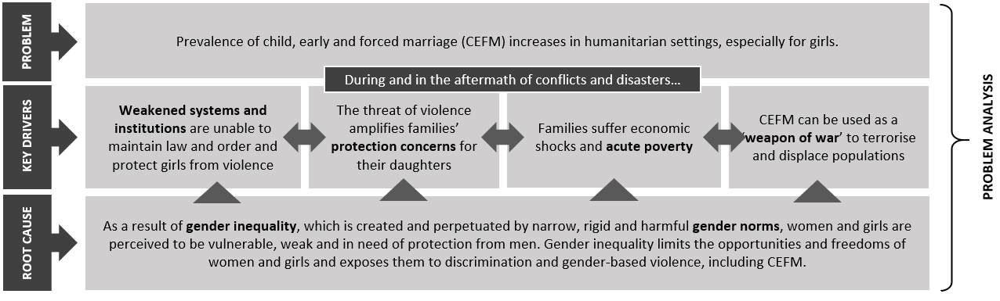 PROBLEM
Prevalence of child, early and forced marriage (CEFM) increases in humanitarian settings, especially for girls.
During and in the aftermath of conflicts and disasters...
KEY DRIVERS
Weakened systems and
institutions are unable to
maintain law and order and
protect girls from violence
The threat of violence
amplifies families’
protection concerns for
their daughters
Families suffer economic
shocks and acute poverty
CEFM can be used as a
‘weapon of war’ to terrorise
and displace populations
ROOT CAUSE
As a result of gender inequality, which is created and perpetuated by narrow, rigid and harmful gender norms, women and girls are
perceived to be vulnerable, weak and in need of protection from men. Gender inequality limits the opportunities and freedoms of
women and girls and exposes them to discrimination and gender-based violence, including CEFM.
PROBLEM ANALYSIS